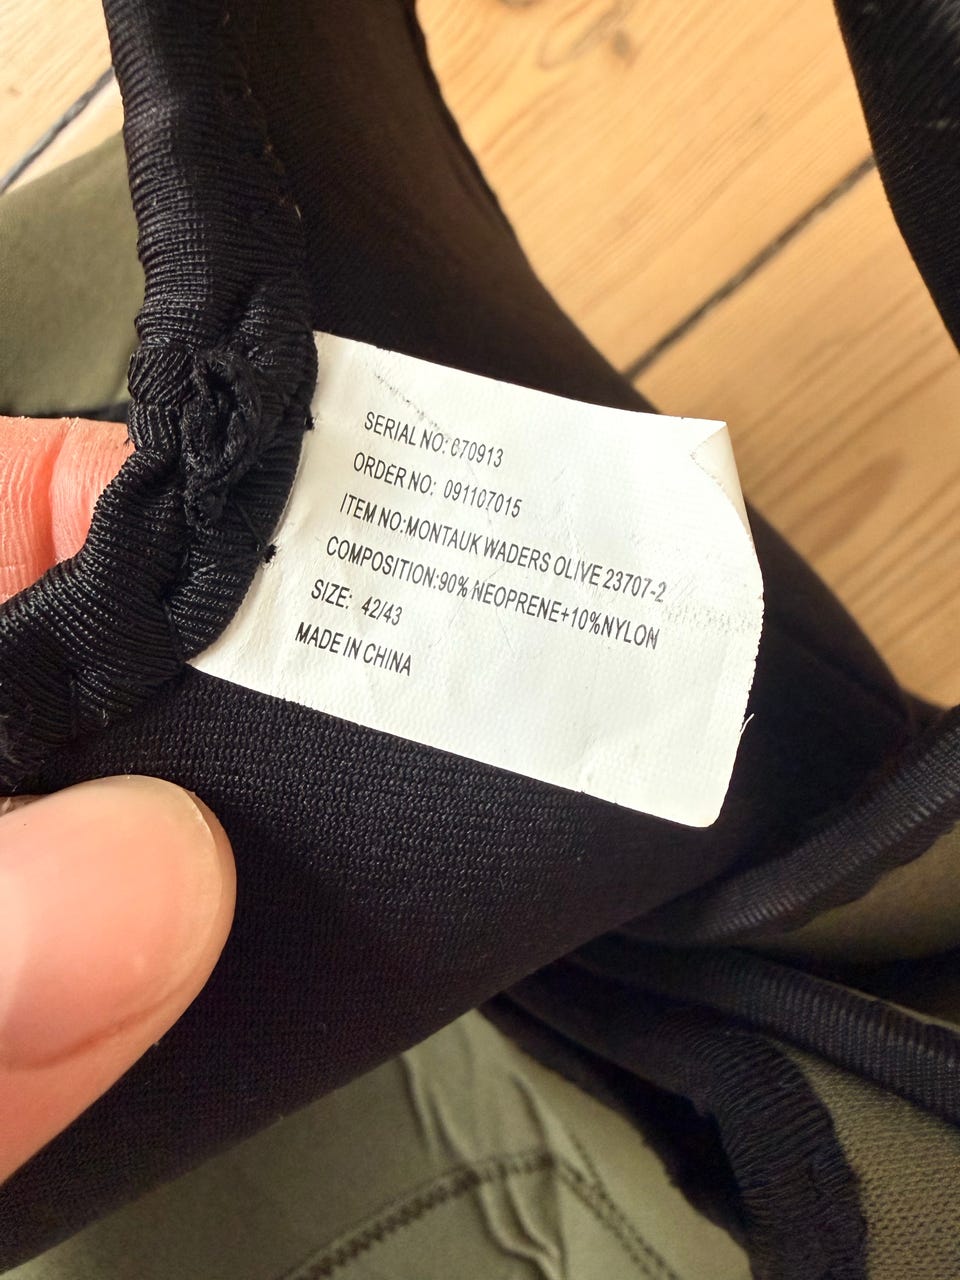 SERIAL NO: 070913
ORDER NO: 091107015
ITEM NO:MONTAUK WADERS OLIVE 23707-2
COMPOSITION:90% NEOPRENE+10%NYLON
SIZE: 42/43
MADE IN CHINA